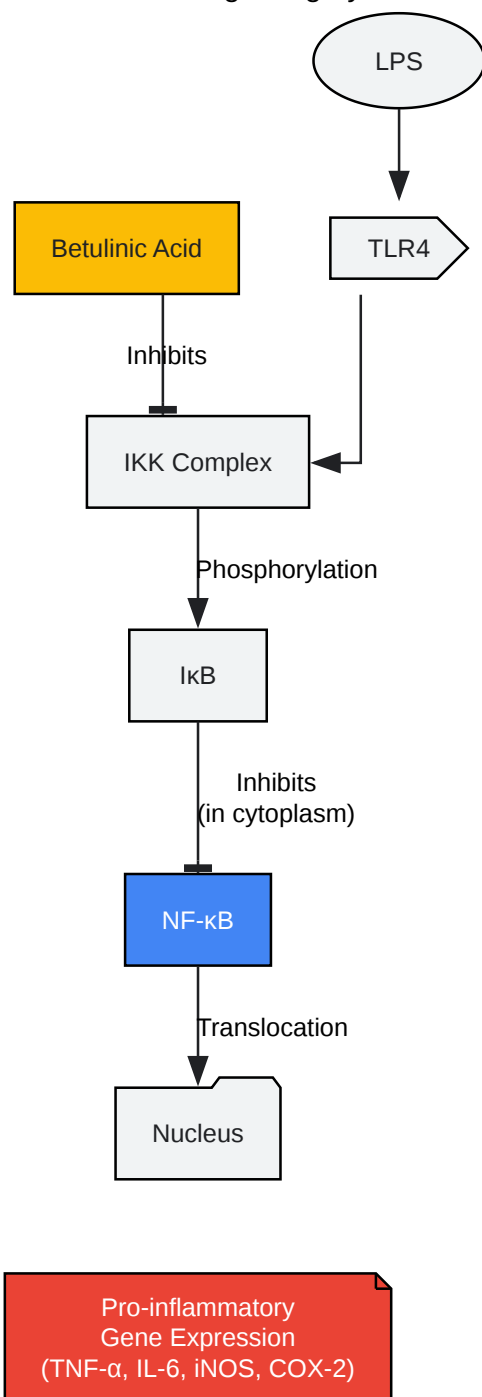 LPS
Betulinic Acid
TLR4
Inhibits
IKK Complex
Phosphorylation
IκB
Inhibits
(in cytoplasm)
NF-κB
Translocation
Nucleus
Pro-inflammatory
Gene Expression
(TNF-α, IL-6, iNOS, COX-2)